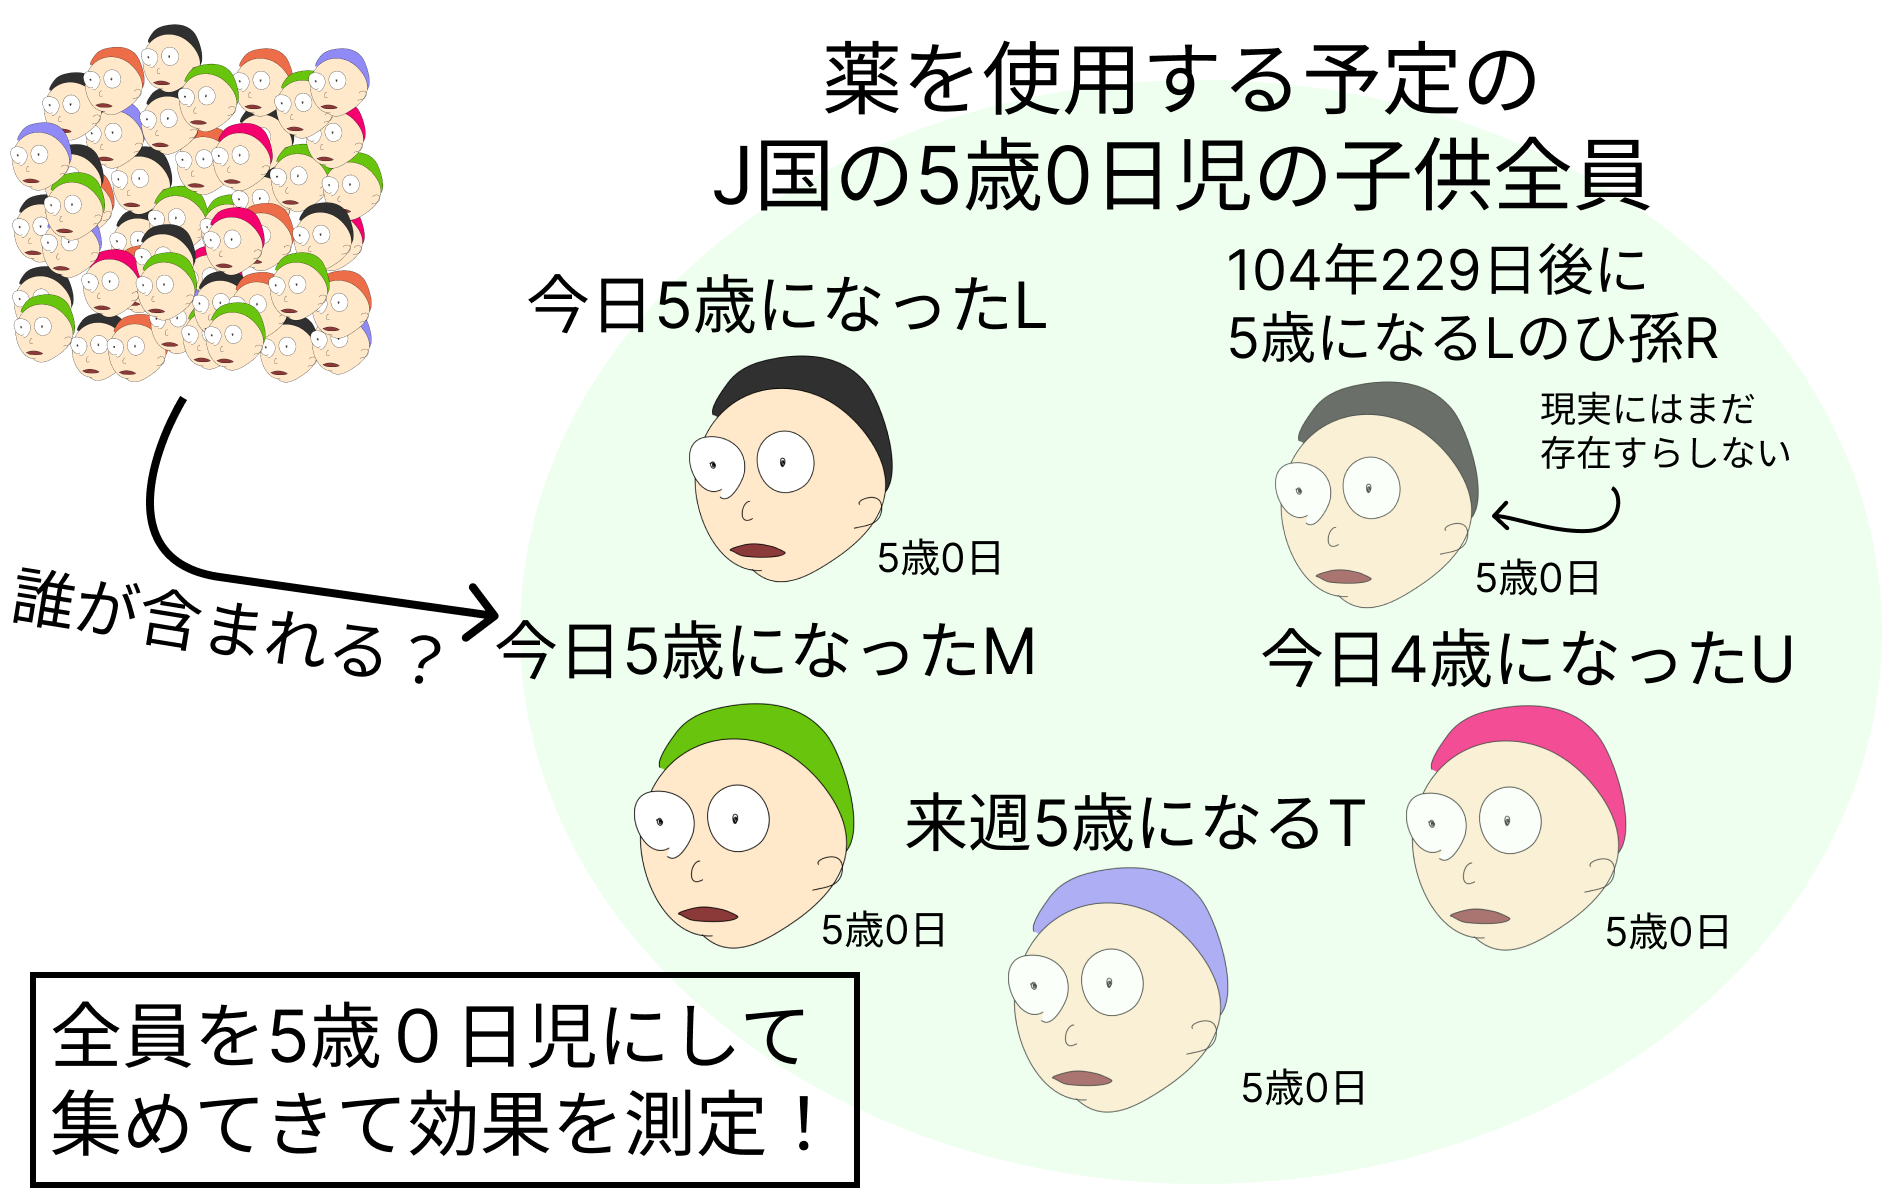 薬を使用する予定の
J国の5歳0日児の子供全員
今日5歳になったL
5歳0日
104年229日後に
5歳になるLのひ孫R
現実にはまだ
存在すらしない
5歳0日
誰が含まれる？
今日5歳になったM
5歳0日
今日4歳になったU
5歳0日
来週5歳になるT
5歳0日
全員を5歳０日児にして
集めてきて効果を測定！